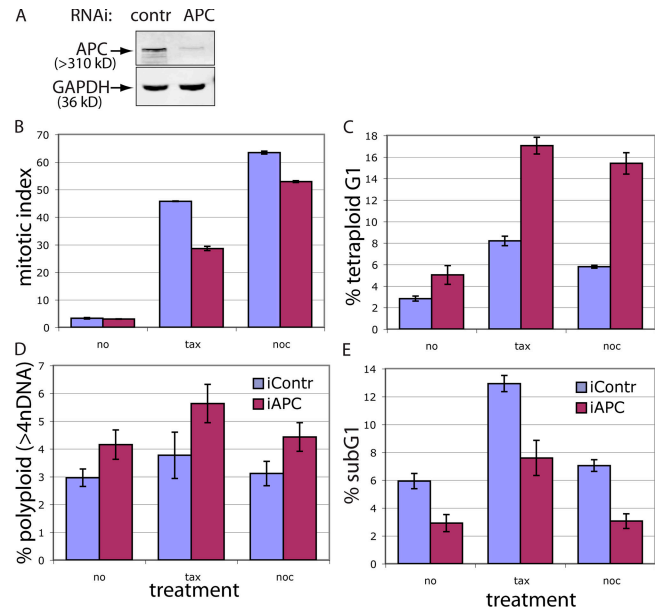 A
RNAi: contr APC
APC
(>310 kD)
GAPDH
(36 kD)
B
mitotic index
70
60
50
40
30
20
10
0
no tax noc
C
% tetraploid G1
18
16
14
12
10
8
6
4
2
0
no tax noc
D
% polyploid (>4nDNA)
7
6
5
4
3
2
1
0
iContr
iAPC
no tax noc
treatment
E
% subG1
14
12
10
8
6
4
2
0
iContr
iAPC
no tax noc
treatment